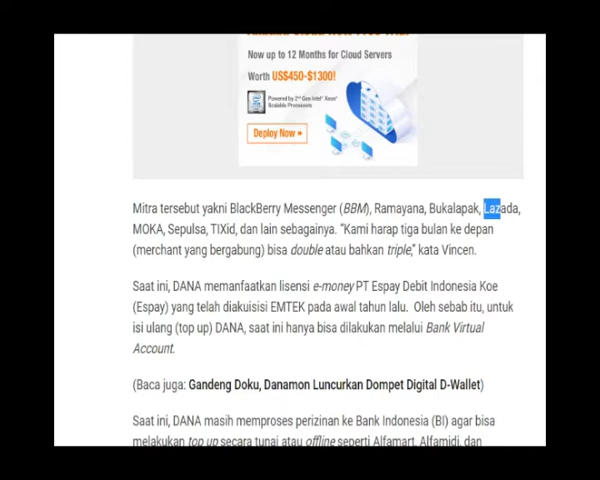 Now up to 12 Months for Cloud Servers
Worth US$450-$1300!
Powered by 2nd Gen Intel® Xeon®
Scalable Processors
Deploy Now
Mitra tersebut yakni BlackBerry Messenger (BBM), Ramayana, Bukalapak, Lazada,
MOKA, Sepulsa, TIXid, dan lain sebagainya. “Kami harap tiga bulan ke depan
(merchant yang bergabung) bisa double atau bahkan triple,” kata Vincen.
Saat ini, DANA memanfaatkan lisensi e-money PT Espay Debit Indonesia Koe
(Espay) yang telah diakuisisi EMTEK pada awal tahun lalu. Oleh sebab itu, untuk
isi ulang (top up) DANA, saat ini hanya bisa dilakukan melalui Bank Virtual
Account.
(Baca juga: Gandeng Doku, Danamon Luncurkan Dompet Digital D-Wallet)
Saat ini, DANA masih memproses perizinan ke Bank Indonesia (BI) agar bisa
melakukan top up secara tunai atau offline seperti Alfamart, Alfamidi, dan